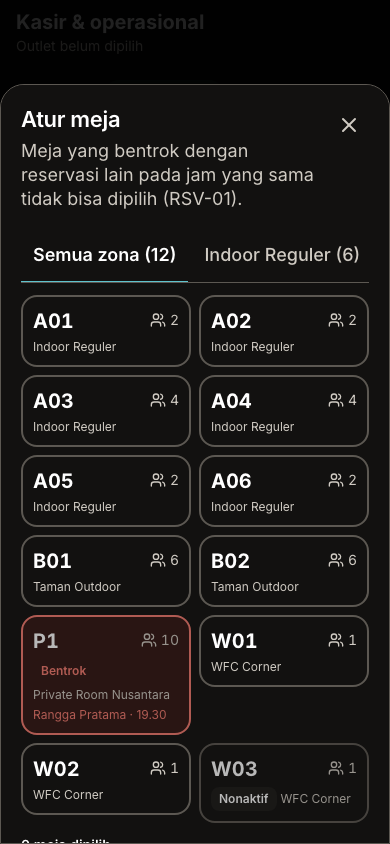 Kasir & operasional
Outlet belum dipilih
Atur meja
Meja yang bentrok dengan
reservasi lain pada jam yang sama
tidak bisa dipilih (RSV-01).
Semua zona (12) Indoor Reguler (6)
A01 2 A02 2
Indoor Reguler Indoor Reguler
A03 4 A04 4
Indoor Reguler Indoor Reguler
A05 2 A06 2
Indoor Reguler Indoor Reguler
B01 6 B02 6
Taman Outdoor Taman Outdoor
P1 10 W01 1
Bentrok WFC Corner
Private Room Nusantara
Rangga Pratama · 19.30
W02 1 W03 1
WFC Corner Nonaktif WFC Corner
meja dipilih